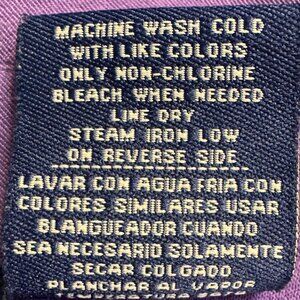 MACHINE WASH COLD
WITH LIKE COLORS
ONLY NON-CHLORINE
BLEACH WHEN NEEDED
LINE DRY
STEAM IRON LOW
ON REVERSE SIDE
LAVAR CON AGUA FRIA CON
COLORES SIMILARES USAR
BLANGUEADOR CUANDO
SEA NECESARIO SOLAMENTE
SECAR COLGADO
PLANCHAR AL VAPOR